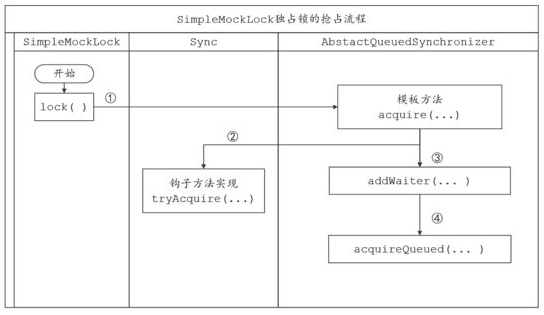 SimpleMockLock独占锁的抢占流程
SimpleMockLock
Sync
AbstactQueuedSynchronizer
开始
lock( )
①
模板方法
acquire(...)
②
③
钩子方法实现
tryAcquire(...)
addWaiter(... )
④
acquireQueued(... )